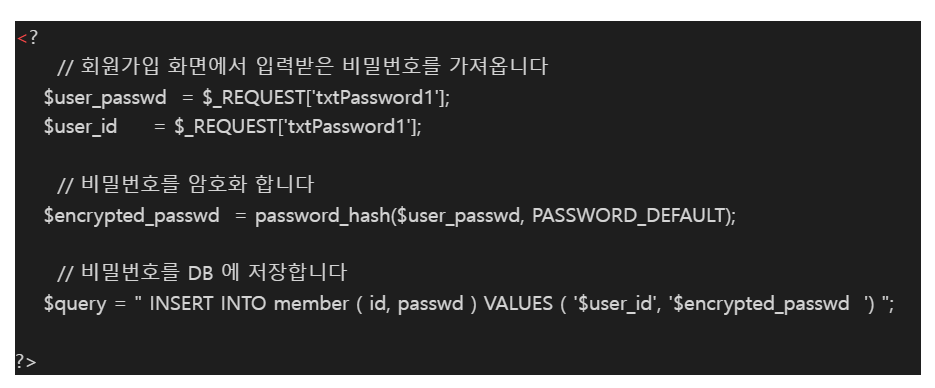 <?
// 회원가입 화면에서 입력받은 비밀번호를 가져옵니다
$user_passwd = $_REQUEST['txtPassword1'];
$user_id = $_REQUEST['txtPassword1'];
// 비밀번호를 암호화 합니다
$encrypted_passwd = password_hash($user_passwd, PASSWORD_DEFAULT);
// 비밀번호를 DB 에 저장합니다
$query = " INSERT INTO member ( id, passwd ) VALUES ( '$user_id', '$encrypted_passwd ') ";
?>